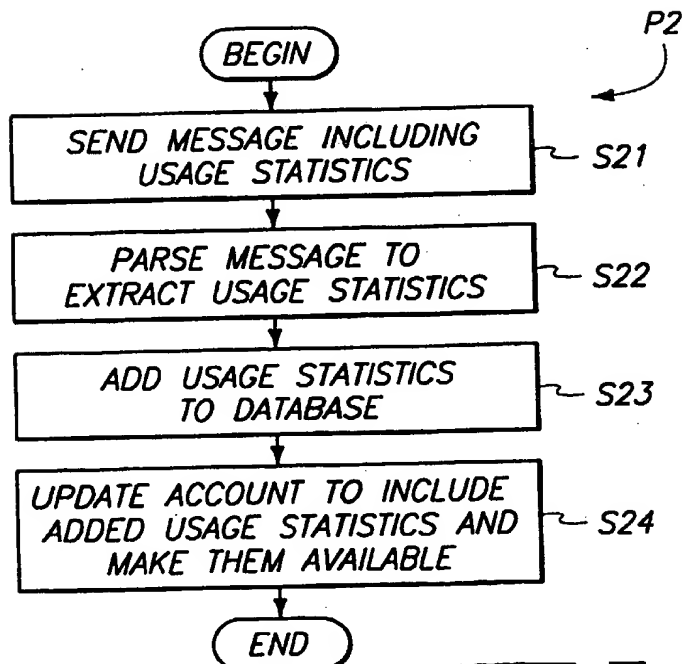 P2
BEGIN
SEND MESSAGE INCLUDING
USAGE STATISTICS
S21
PARSE MESSAGE TO
EXTRACT USAGE STATISTICS
S22
ADD USAGE STATISTICS
TO DATABASE
S23
UPDATE ACCOUNT TO INCLUDE
ADDED USAGE STATISTICS AND
MAKE THEM AVAILABLE
S24
END